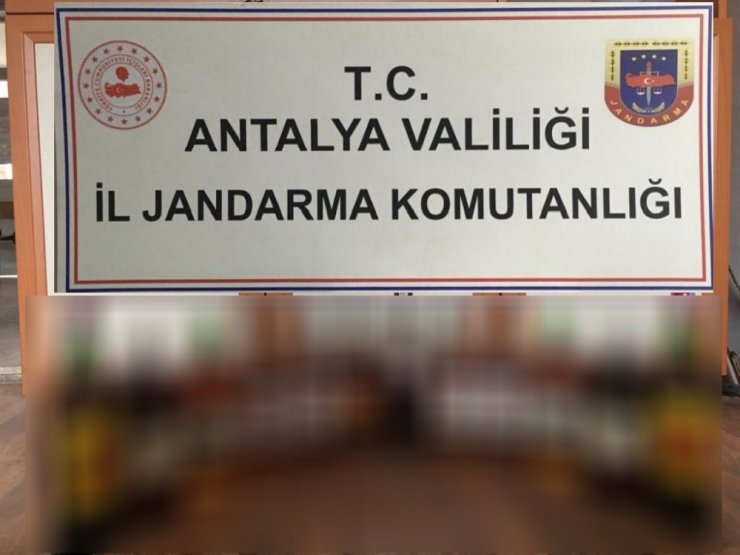 T.C.
ANTALYA VALİLİĞİ
İL JANDARMA KOMUTANLIĞI
JANDARMA